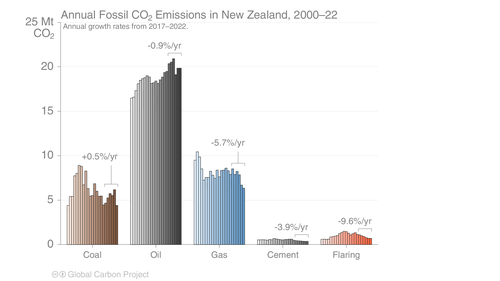 Annual Fossil CO₂ Emissions in New Zealand, 2000–22
25 Mt
CO₂
Annual growth rates from 2017–2022.
-0.9%/yr
20
15
-5.7%/yr
+0.5%/yr
10
5
-3.9%/yr
-9.6%/yr
0
Coal Oil Gas Cement Flaring
Global Carbon Project